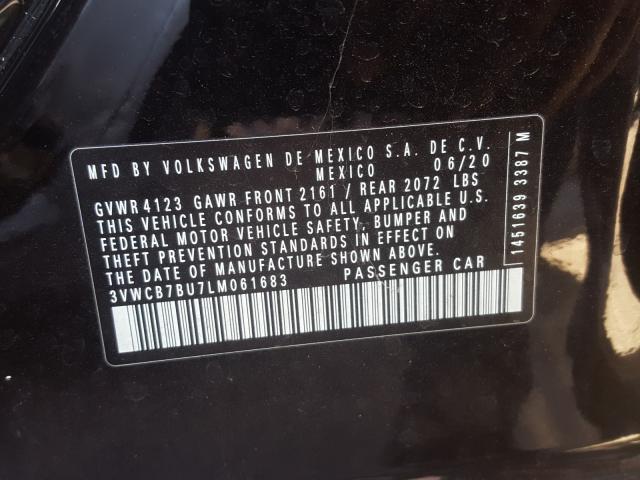 MFD BY VOLKSWAGEN DE MEXICO S.A. DE C.V.
MEXICO 06/20
GVWR 4123 GAWR FRONT 2161 / REAR 2072 LBS
THIS VEHICLE CONFORMS TO ALL APPLICABLE U.S.
FEDERAL MOTOR VEHICLE SAFETY, BUMPER AND
THEFT PREVENTION STANDARDS IN EFFECT ON
THE DATE OF MANUFACTURE SHOWN ABOVE.
3VWCB7BU7LM061683 PASSENGER CAR
1451639 3387 M